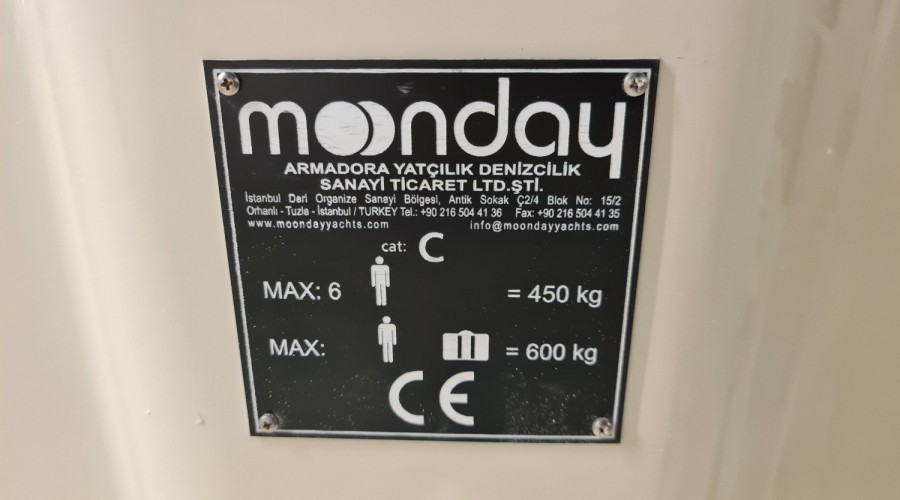 moonday
ARMADORA YATÇILIK DENİZCİLİK
SANAYİ TİCARET LTD.ŞTİ.
İstanbul Deri Organize Sanayi Bölgesi, Antik Sokak Ç2/4 Blok No: 15/2
Orhanlı - Tuzla - İstanbul / TURKEY Tel.: +90 216 504 41 36 Fax: +90 216 504 41 35
www.moondayyachts.com info@moondayyachts.com
cat: C
MAX: 6 = 450 kg
MAX: = 600 kg
CE